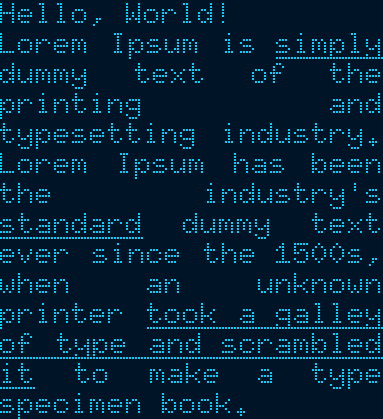 Hello, World!
Lorem Ipsum is simply
dummy text of the
printing and
typesetting industry.
Lorem Ipsum has been
the industry's
standard dummy text
ever since the 1500s,
when an unknown
printer took a galley
of type and scrambled
it to make a type
specimen book.